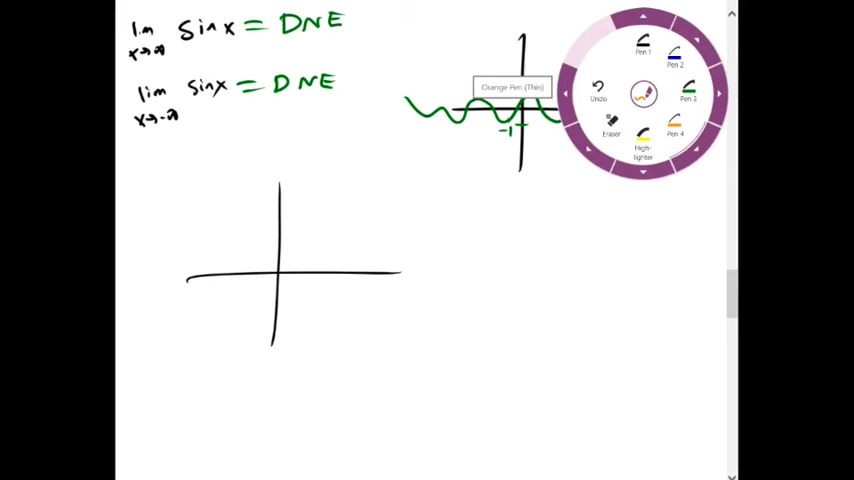 lim x→∞ sinx = DNE
lim x→-∞ sinx = DNE
-1
Orange Pen (Thin)
Pen 1
Pen 2
Undo
Pen 3
Eraser
Pen 4
High-
lighter